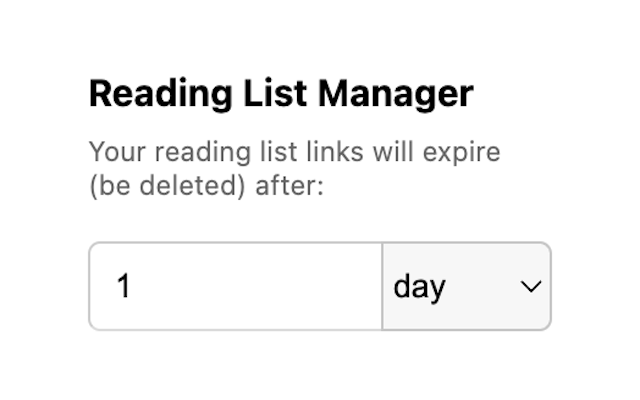 Reading List Manager
Your reading list links will expire
(be deleted) after:
1 day